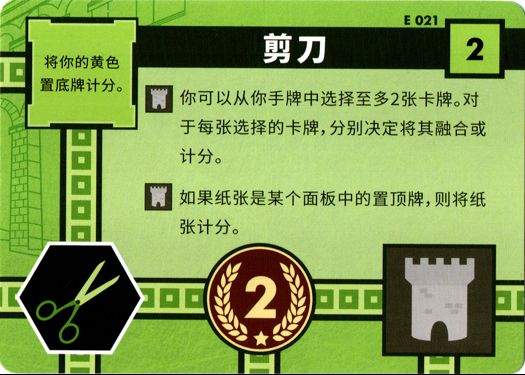 E 021
剪刀
2
将你的黄色
置底牌计分。
你可以从你手牌中选择至多2张卡牌。对
于每张选择的卡牌,分别决定将其融合或
计分。
如果纸张是某个面板中的置顶牌,则将纸
张计分。
2